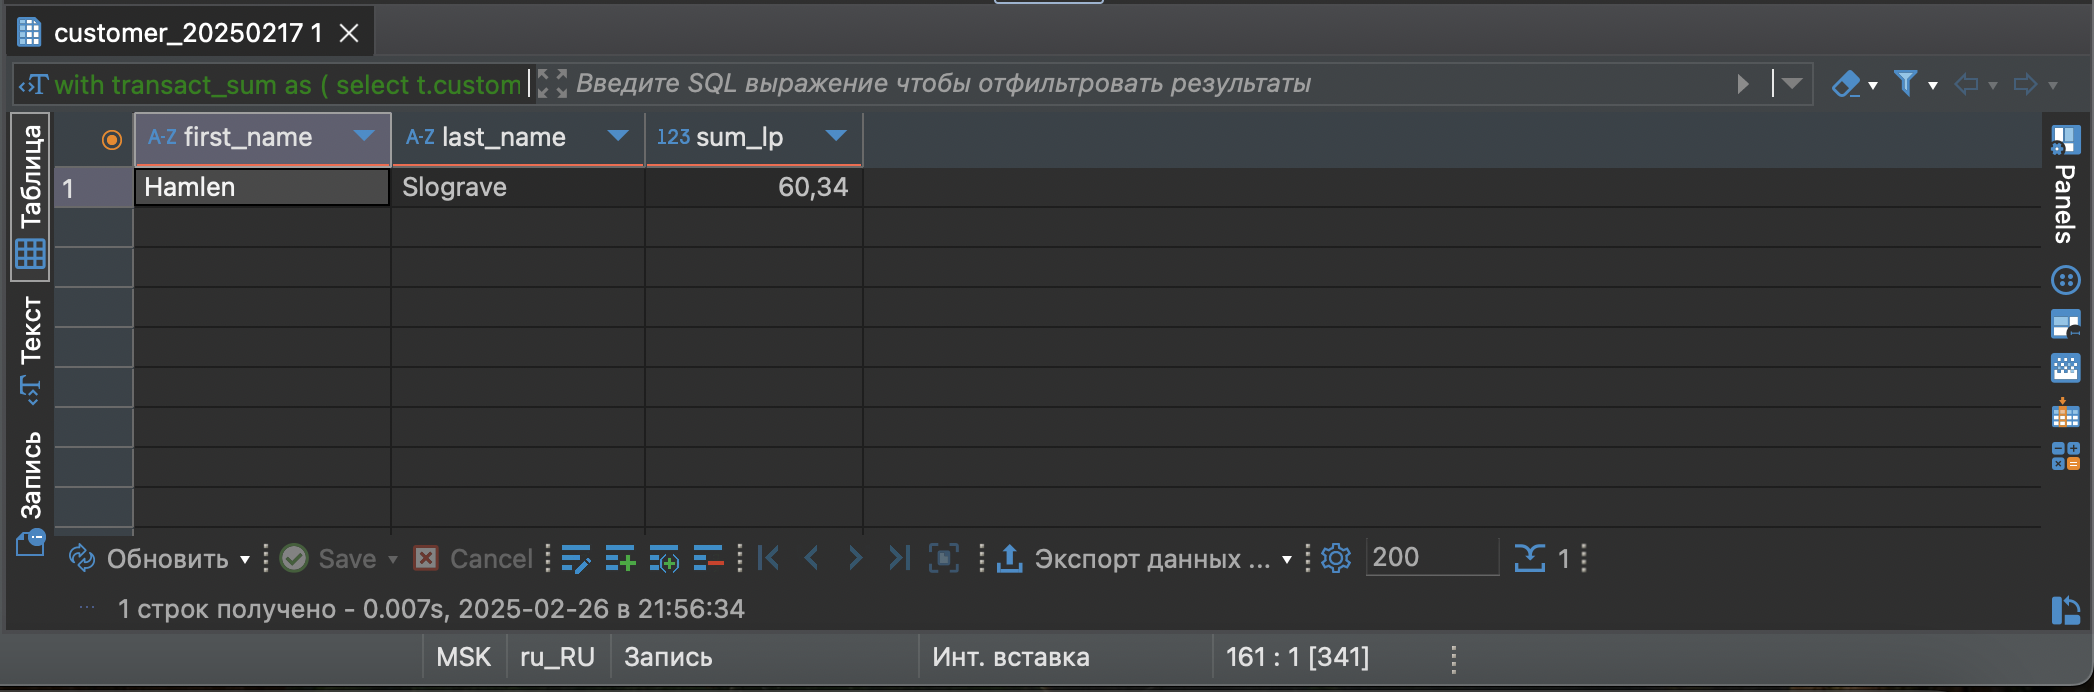 customer_20250217 1
with transact_sum as ( select t.custom Введите SQL выражение чтобы отфильтровать результаты
Таблица
Текст
Запись
A-Z first_name A-Z last_name 123 sum_lp
1 Hamlen Slograve 60,34
Panels
Обновить Save Cancel Экспорт данных ... 200 1
1 строк получено - 0.007s, 2025-02-26 в 21:56:34
MSK ru_RU Запись Инт. вставка 161 : 1 [341]